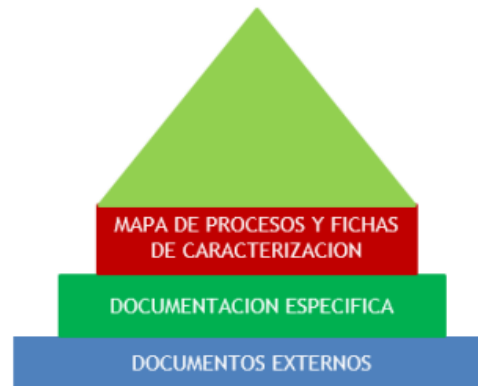 MAPA DE PROCESOS Y FICHAS
DE CARACTERIZACION
DOCUMENTACION ESPECIFICA
DOCUMENTOS EXTERNOS